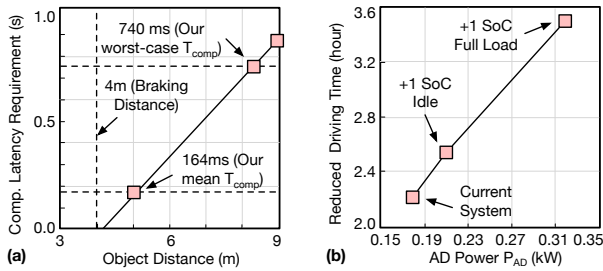 Comp. Latency Requirement (s)
1.0
0.5
0.0
740 ms (Our
worst-case Tcomp)
4m (Braking
Distance)
164ms (Our
mean Tcomp)
3 6 9
(a) Object Distance (m)
Reduced Driving Time (hour)
3.6
3.2
2.8
2.4
2.0
+1 SoC
Full Load
+1 SoC
Idle
Current
System
0.15 0.19 0.23 0.27 0.31 0.35
(b) AD Power PAD (kW)